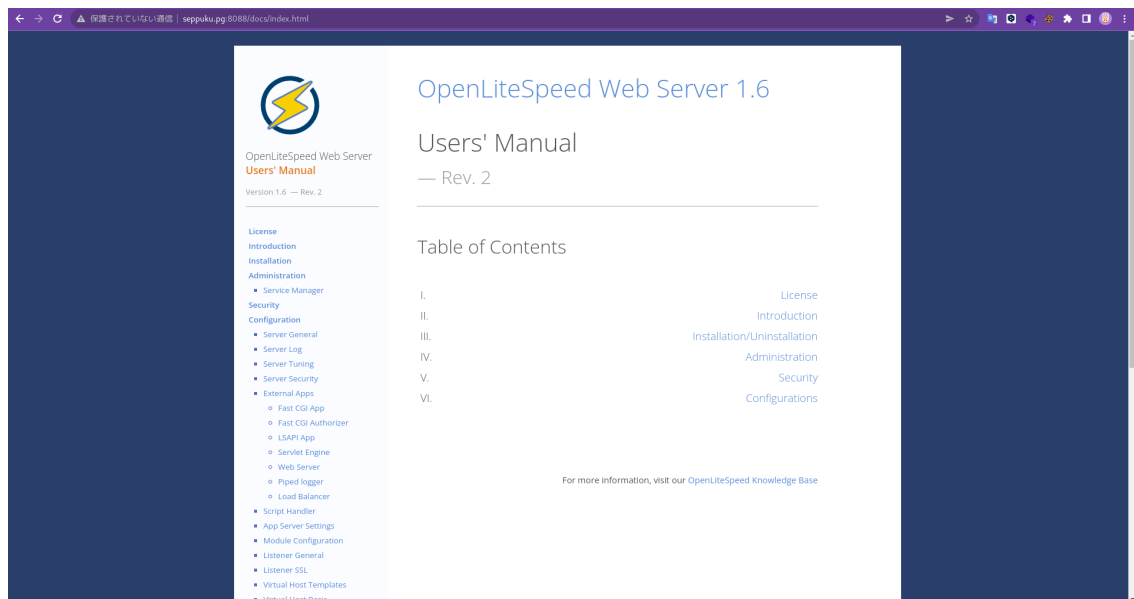 保護されていない通信 | seppuku.pg:8088/docs/index.html
OpenLiteSpeed Web Server
Users' Manual
Version 1.6 — Rev. 2
License
Introduction
Installation
Administration
Service Manager
Security
Configuration
Server General
Server Log
Server Tuning
Server Security
External Apps
Fast CGI App
Fast CGI Authorizer
LSAPI App
Servlet Engine
Web Server
Piped logger
Load Balancer
Script Handler
App Server Settings
Module Configuration
Listener General
Listener SSL
Virtual Host Templates
Virtual Host Basic
OpenLiteSpeed Web Server 1.6
Users' Manual
— Rev. 2
Table of Contents
I. License
II. Introduction
III. Installation/Uninstallation
IV. Administration
V. Security
VI. Configurations
For more information, visit our OpenLiteSpeed Knowledge Base